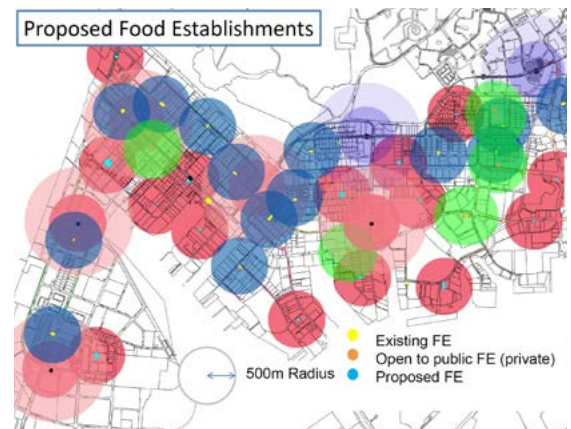 Proposed Food Establishments
Existing FE
Open to public FE (private)
500m Radius
Proposed FE